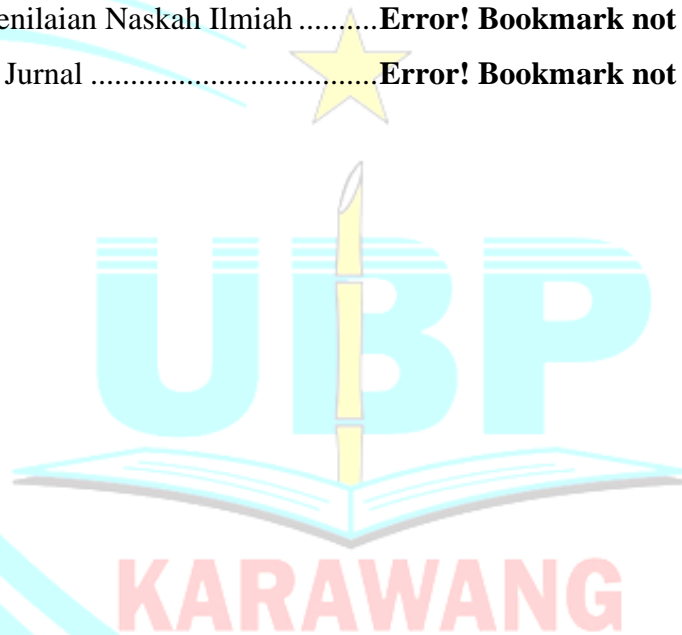 enilaian Naskah Ilmiah ..........Error! Bookmark not
Jurnal ....................................Error! Bookmark not
UBP
KARAWANG